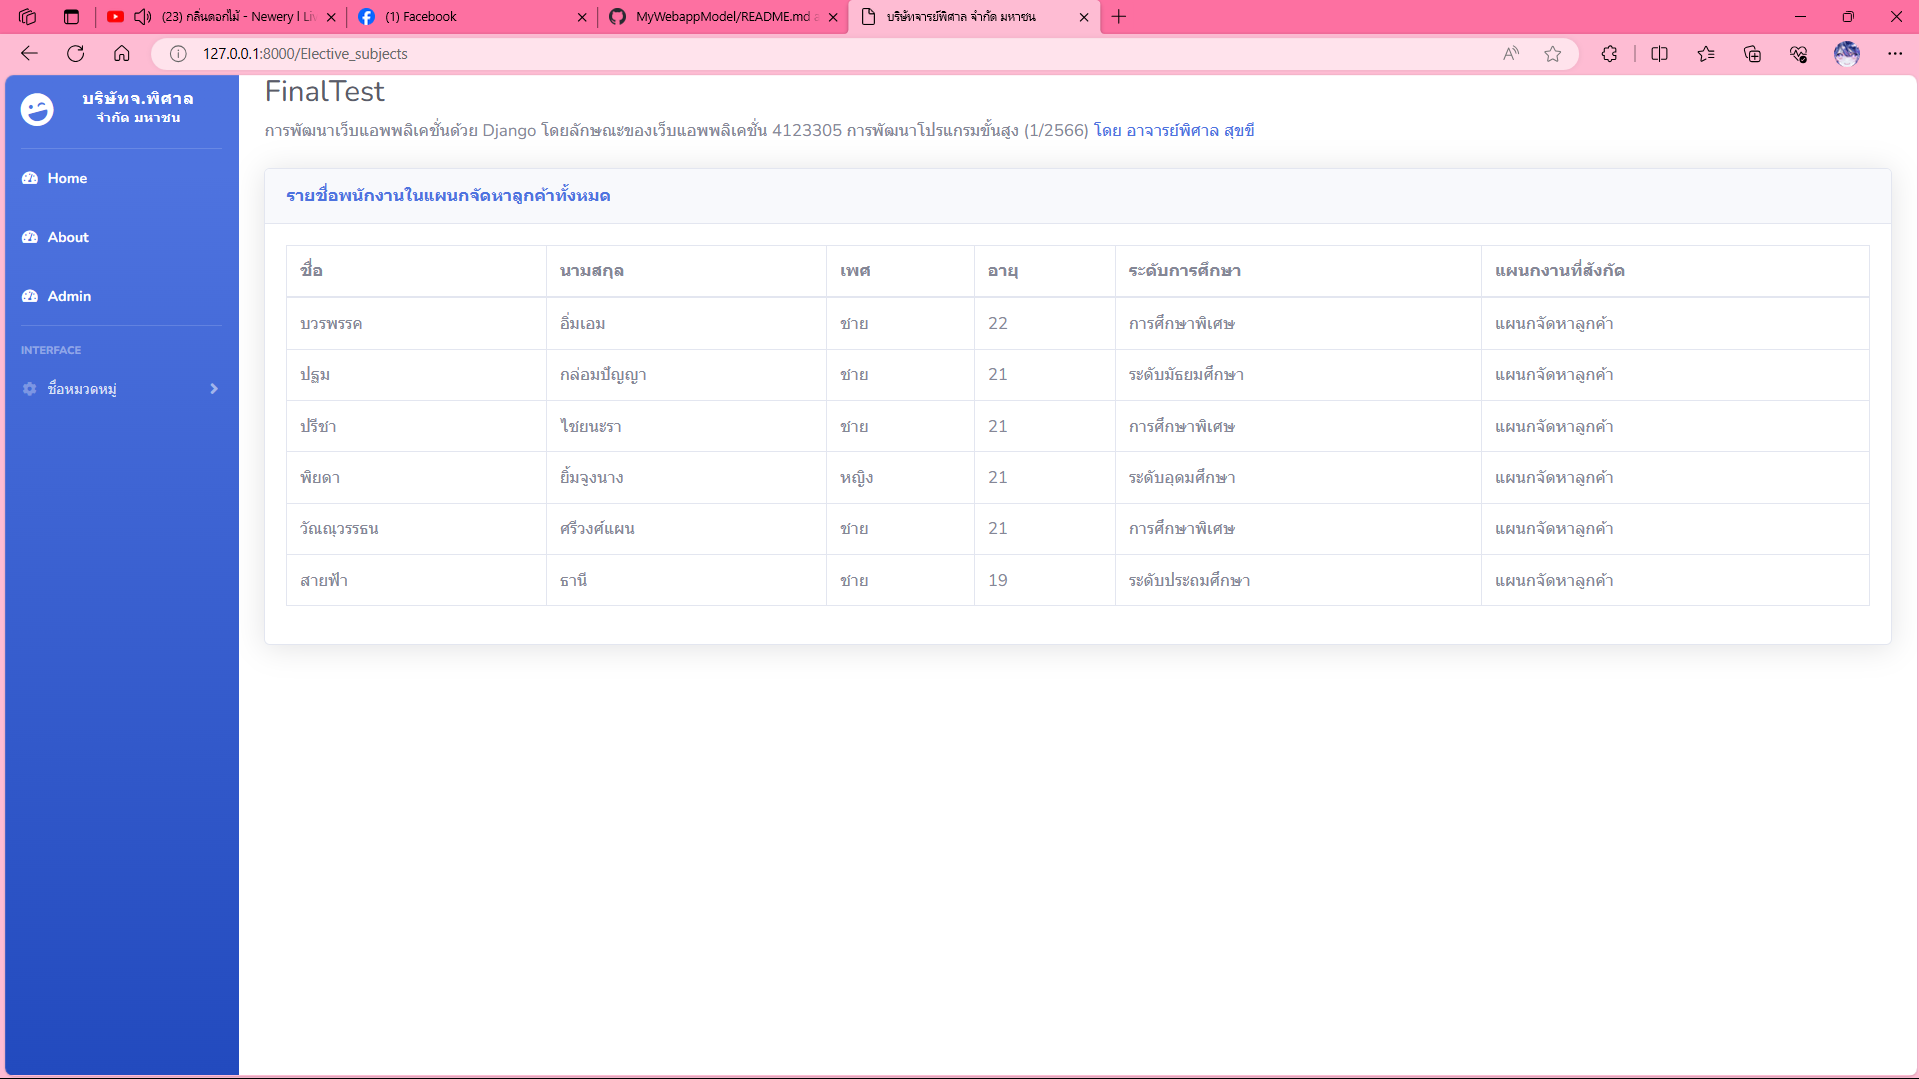 (23) กลิ่นดอกไม้ - Newery l Li
(1) Facebook
MyWebappModel/README.md a
บริษัทจารย์พิศาล จำกัด มหาชน
127.0.0.1:8000/Elective_subjects
บริษัทจ.พิศาล
จำกัด มหาชน
Home
About
Admin
INTERFACE
ชื่อหมวดหมู่
FinalTest
การพัฒนาเว็บแอพพลิเคชั่นด้วย Django โดยลักษณะของเว็บแอพพลิเคชั่น 4123305 การพัฒนาโปรแกรมขั้นสูง (1/2566) โดย อาจารย์พิศาล สุขขี
รายชื่อพนักงานในแผนกจัดหาลูกค้าทั้งหมด
ชื่อ นามสกุล เพศ อายุ ระดับการศึกษา แผนกงานที่สังกัด
บวรพรรค อิ่มเอม ชาย 22 การศึกษาพิเศษ แผนกจัดหาลูกค้า
ปฐม กล่อมปัญญา ชาย 21 ระดับมัธยมศึกษา แผนกจัดหาลูกค้า
ปรีชา ไชยนะรา ชาย 21 การศึกษาพิเศษ แผนกจัดหาลูกค้า
พิยดา ยิ้มจูงนาง หญิง 21 ระดับอุดมศึกษา แผนกจัดหาลูกค้า
วัณณุวรรธน ศรีวงศ์แผน ชาย 21 การศึกษาพิเศษ แผนกจัดหาลูกค้า
สายฟ้า ธานี ชาย 19 ระดับประถมศึกษา แผนกจัดหาลูกค้า